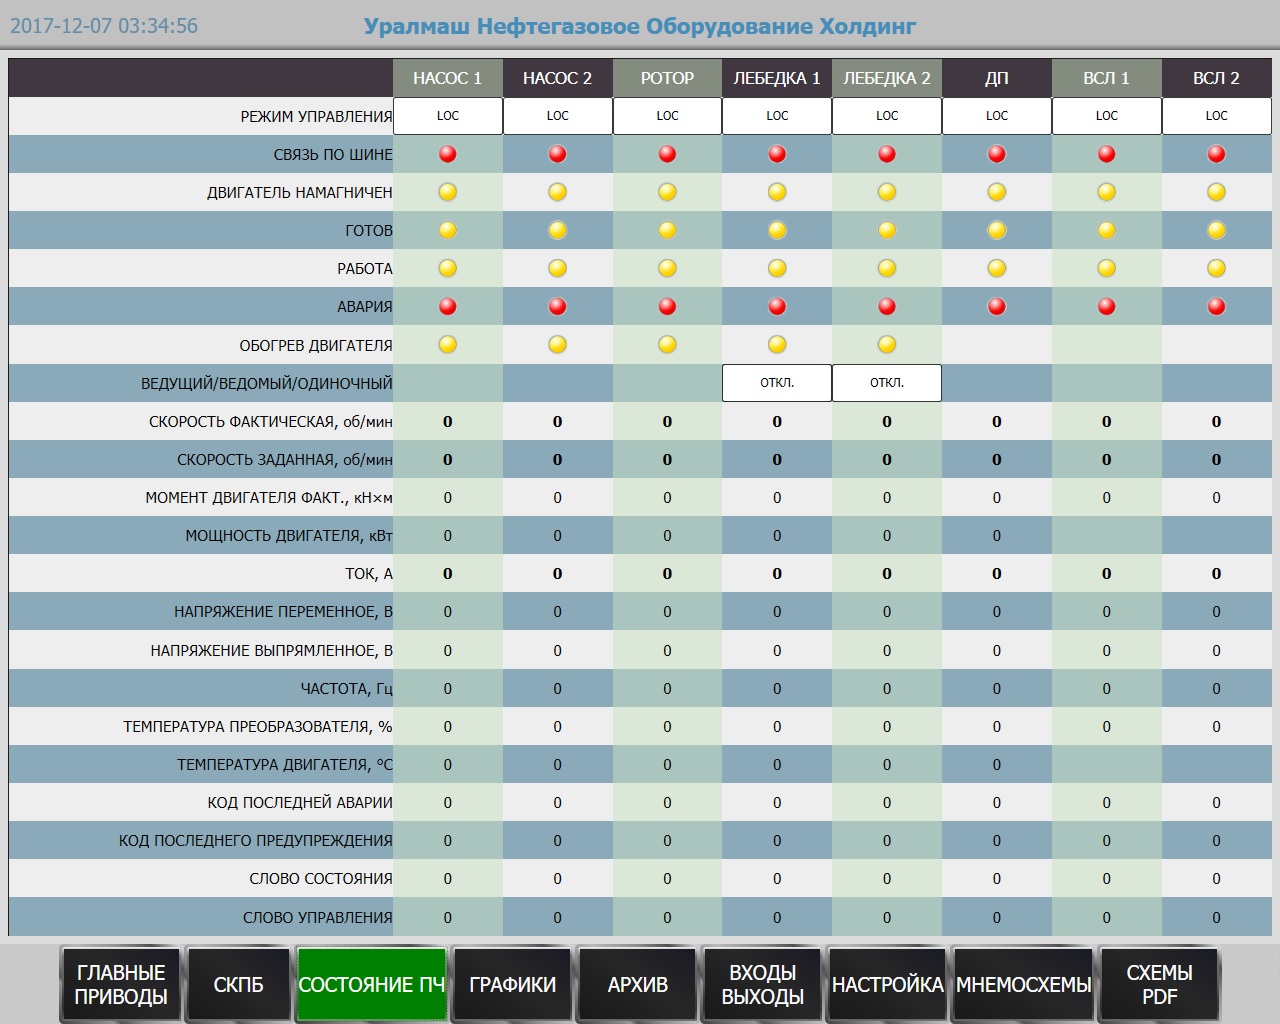 2017-12-07 03:34:56
Уралмаш Нефтегазовое Оборудование Холдинг
НАСОС 1 НАСОС 2 РОТОР ЛЕБЕДКА 1 ЛЕБЕДКА 2 ДП ВСЛ 1 ВСЛ 2
РЕЖИМ УПРАВЛЕНИЯ LOC LOC LOC LOC LOC LOC LOC LOC
СВЯЗЬ ПО ШИНЕ
ДВИГАТЕЛЬ НАМАГНИЧЕН
ГОТОВ
РАБОТА
АВАРИЯ
ОБОГРЕВ ДВИГАТЕЛЯ
ВЕДУЩИЙ/ВЕДОМЫЙ/ОДИНОЧНЫЙ ОТКЛ. ОТКЛ.
СКОРОСТЬ ФАКТИЧЕСКАЯ, об/мин 0 0 0 0 0 0 0 0
СКОРОСТЬ ЗАДАННАЯ, об/мин 0 0 0 0 0 0 0 0
МОМЕНТ ДВИГАТЕЛЯ ФАКТ., кН×м 0 0 0 0 0 0 0 0
МОЩНОСТЬ ДВИГАТЕЛЯ, кВт 0 0 0 0 0 0
ТОК, А 0 0 0 0 0 0 0 0
НАПРЯЖЕНИЕ ПЕРЕМЕННОЕ, В 0 0 0 0 0 0 0 0
НАПРЯЖЕНИЕ ВЫПРЯМЛЕННОЕ, В 0 0 0 0 0 0 0 0
ЧАСТОТА, Гц 0 0 0 0 0 0 0 0
ТЕМПЕРАТУРА ПРЕОБРАЗОВАТЕЛЯ, % 0 0 0 0 0 0 0 0
ТЕМПЕРАТУРА ДВИГАТЕЛЯ, °С 0 0 0 0 0 0
КОД ПОСЛЕДНЕЙ АВАРИИ 0 0 0 0 0 0 0 0
КОД ПОСЛЕДНЕГО ПРЕДУПРЕЖДЕНИЯ 0 0 0 0 0 0 0 0
СЛОВО СОСТОЯНИЯ 0 0 0 0 0 0 0 0
СЛОВО УПРАВЛЕНИЯ 0 0 0 0 0 0 0 0
ГЛАВНЫЕ
ПРИВОДЫ
СКПБ
СОСТОЯНИЕ ПЧ
ГРАФИКИ
АРХИВ
ВХОДЫ
ВЫХОДЫ
НАСТРОЙКА
МНЕМОСХЕМЫ
СХЕМЫ
PDF